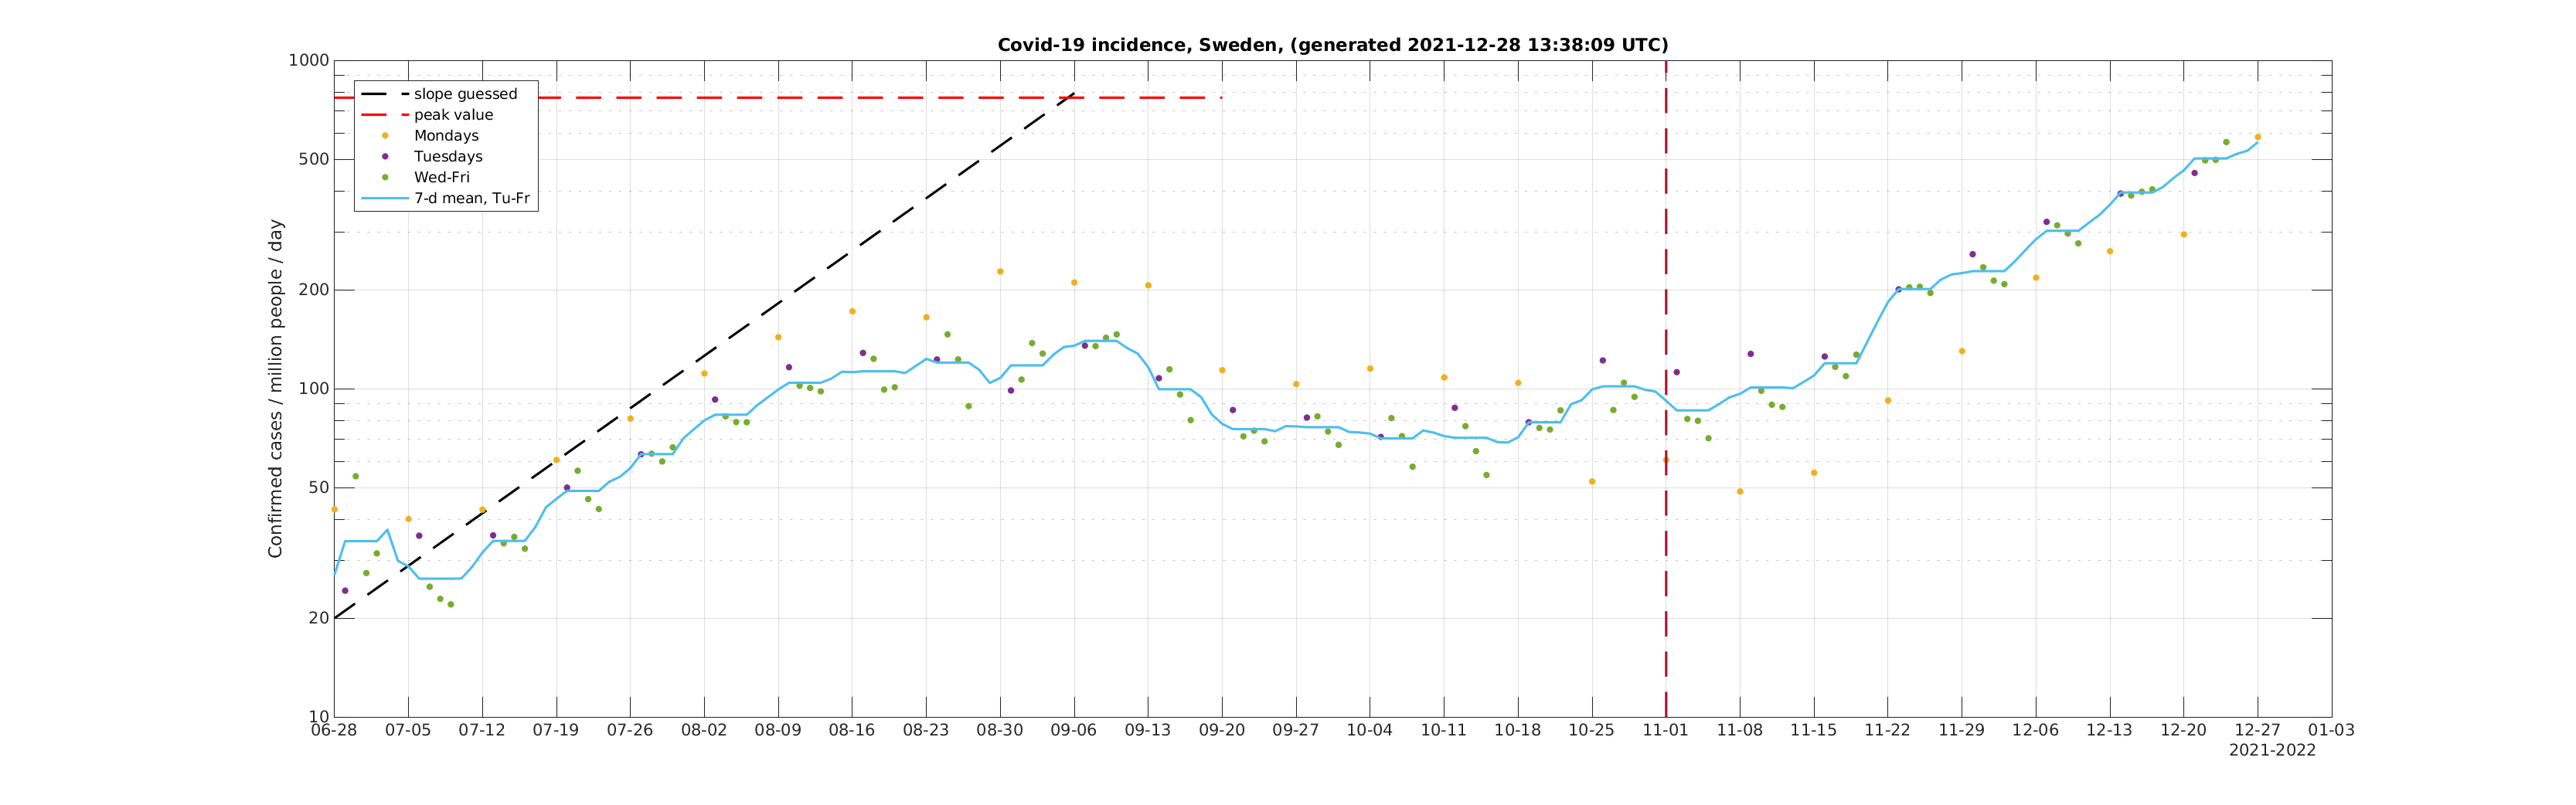 Covid-19 incidence, Sweden, (generated 2021-12-28 13:38:09 UTC)
1000
500
200
100
50
20
10
Confirmed cases / million people / day
slope guessed
peak value
Mondays
Tuesdays
Wed-Fri
7-d mean, Tu-Fr
06-28 07-05 07-12 07-19 07-26 08-02 08-09 08-16 08-23 08-30 09-06 09-13 09-20 09-27 10-04 10-11 10-18 10-25 11-01 11-08 11-15 11-22 11-29 12-06 12-13 12-20 12-27 01-03
2021-2022